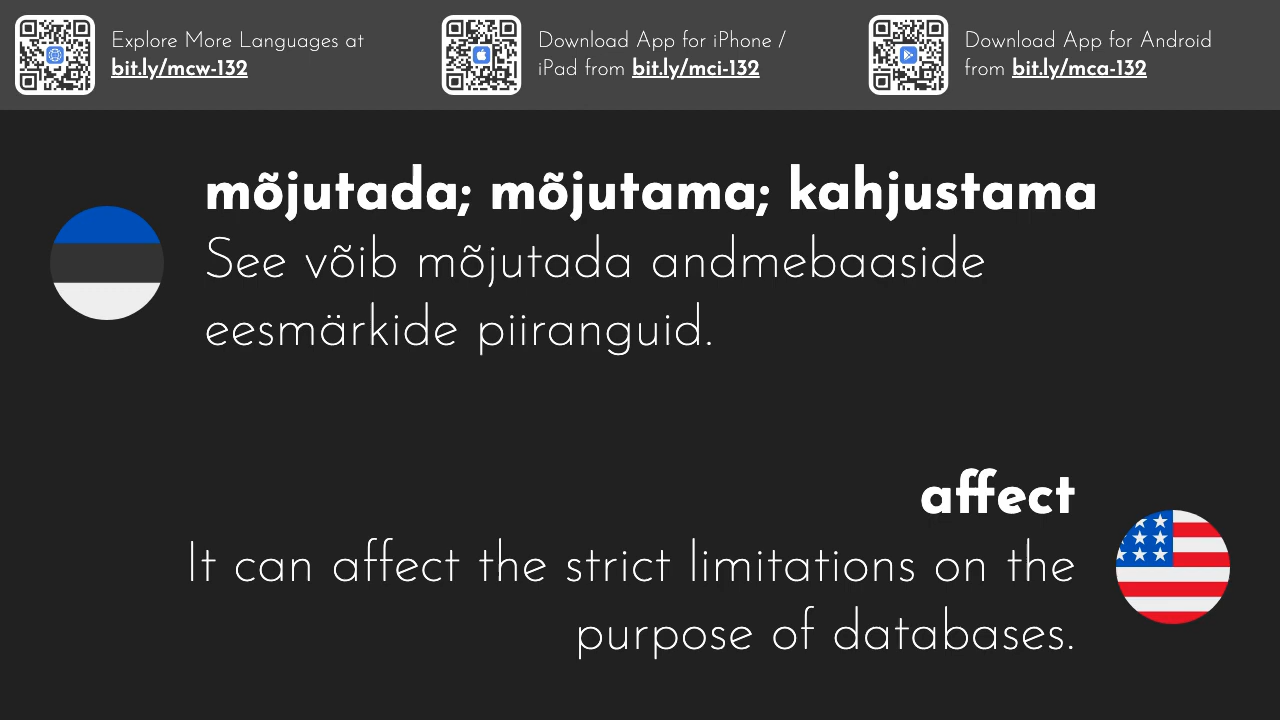 Explore More Languages at
bit.ly/mcw-132
Download App for iPhone /
iPad from bit.ly/mci-132
Download App for Android
from bit.ly/mca-132
mõjutada; mõjutama; kahjustama
See võib mõjutada andmebaaside
eesmärkide piiranguid.
affect
It can affect the strict limitations on the
purpose of databases.